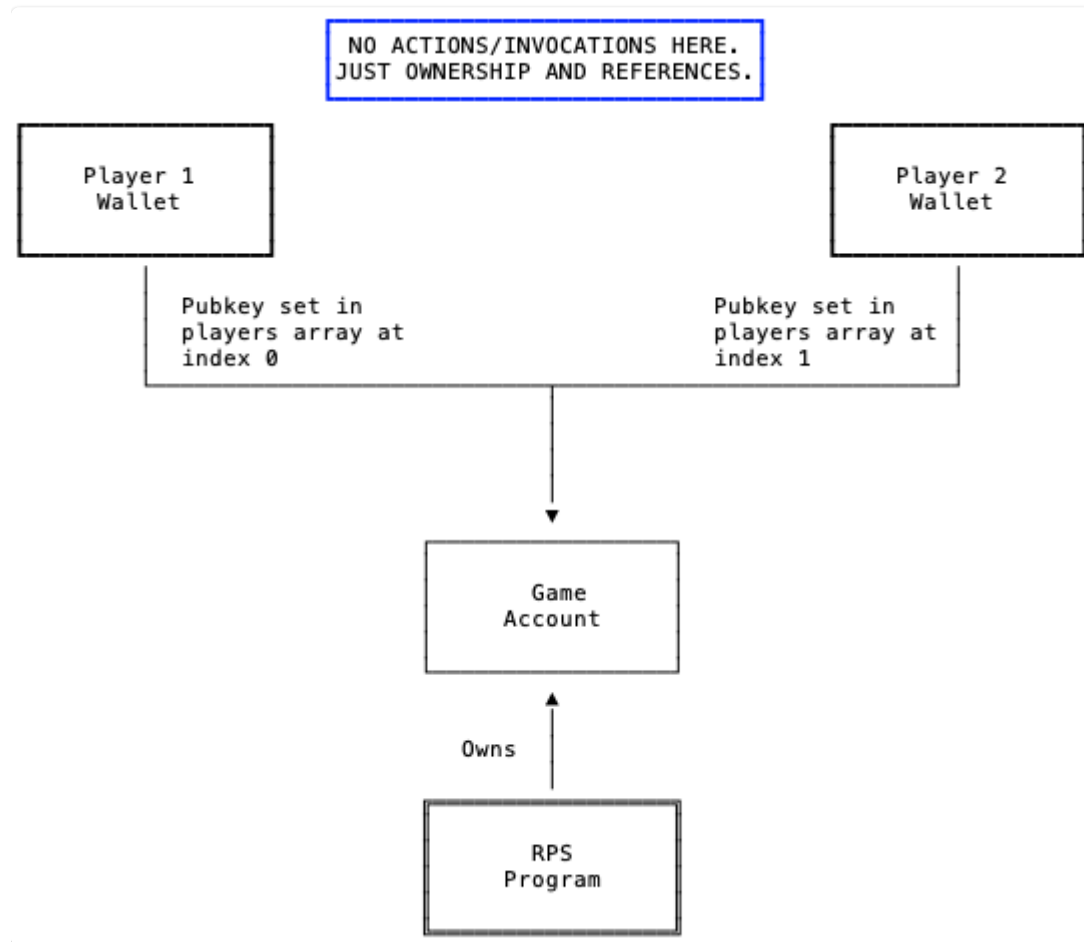 NO ACTIONS/INVOCATIONS HERE.
JUST OWNERSHIP AND REFERENCES.
Player 1
Wallet
Player 2
Wallet
Pubkey set in
players array at
index 0
Pubkey set in
players array at
index 1
Game
Account
Owns
RPS
Program